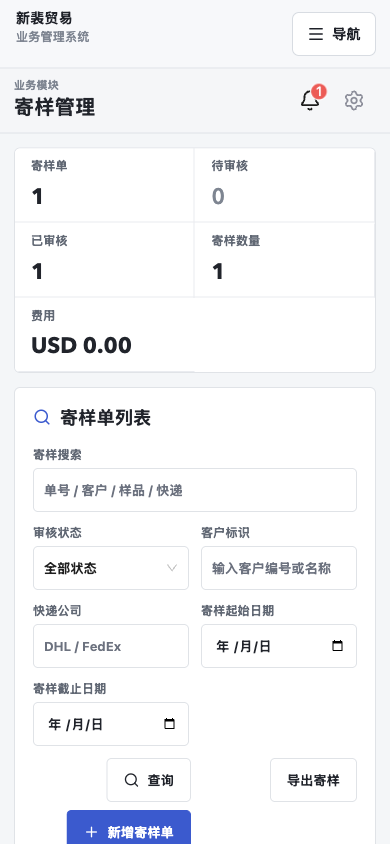 新裴贸易
业务管理系统
导航
业务模块
寄样管理
1
寄样单
1
待审核
0
已审核
1
寄样数量
1
费用
USD 0.00
寄样单列表
寄样搜索
单号 / 客户 / 样品 / 快递
审核状态
全部状态
客户标识
输入客户编号或名称
快递公司
DHL / FedEx
寄样起始日期
年 /月/日
寄样截止日期
年 /月/日
查询
导出寄样
新增寄样单